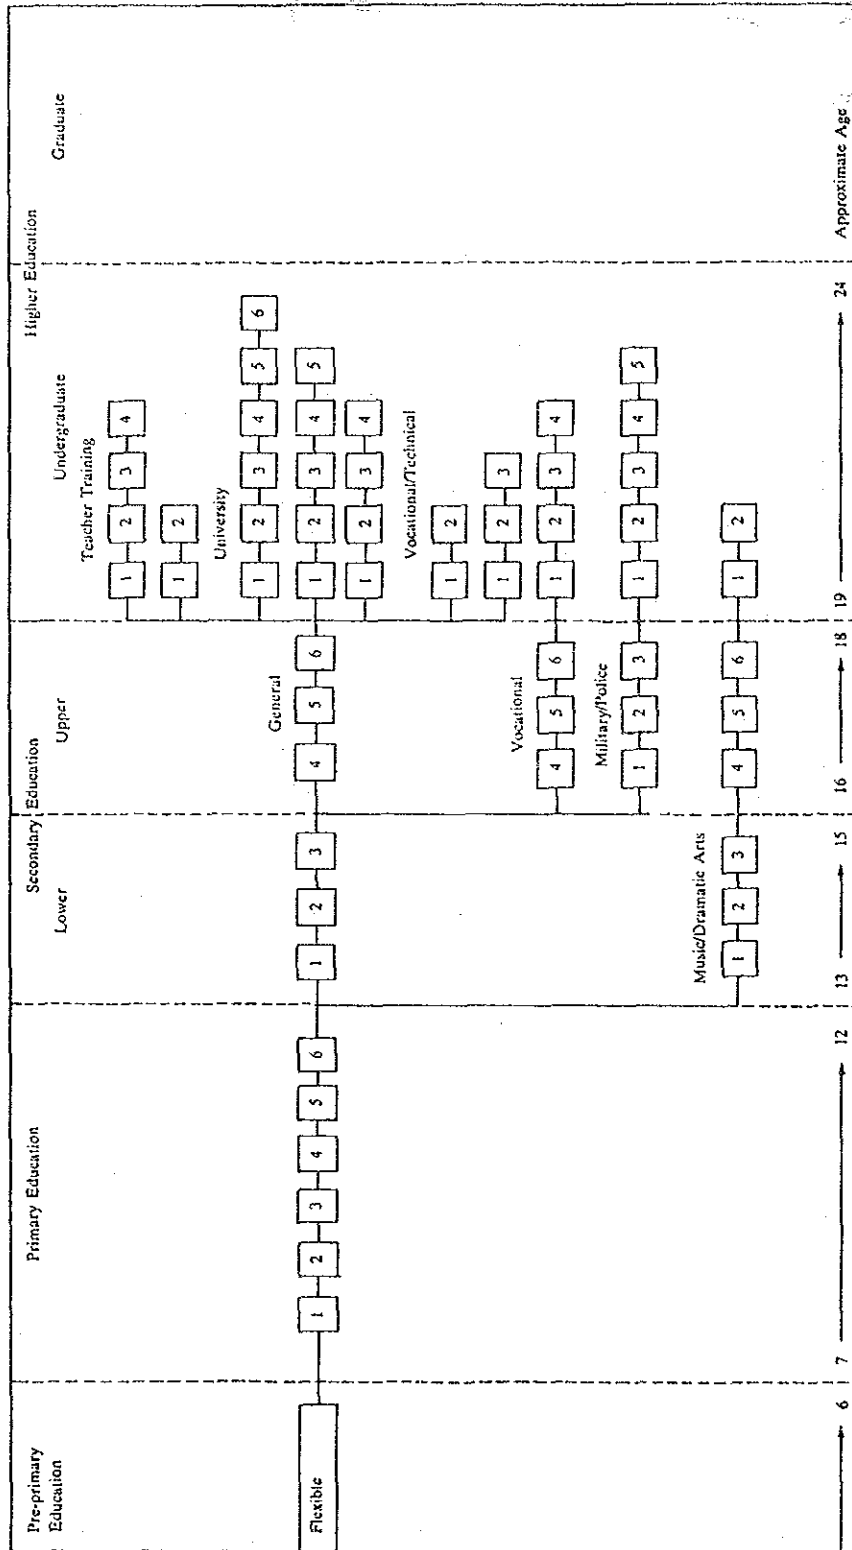 Pre-primary
Education
Primary Education
Secondary Education
Lower
Upper
Higher Education
Undergraduate
Graduate
Teacher Training
1 2 3 4
1 2
University
1 2 3 4 5 6
General
Flexible 1 2 3 4 5 6 1 2 3 4 5 6 1 2 3 4 5
1 2 3 4
Vocational/Technical
1 2
1 2 3
Vocational
4 5 6 1 2 3 4
Military/Police
1 2 3 1 2 3 4 5
Music/Dramatic Arts
1 2 3 4 5 6 1 2
6 7 12 13 15 16 18 19 24 Approximate Age